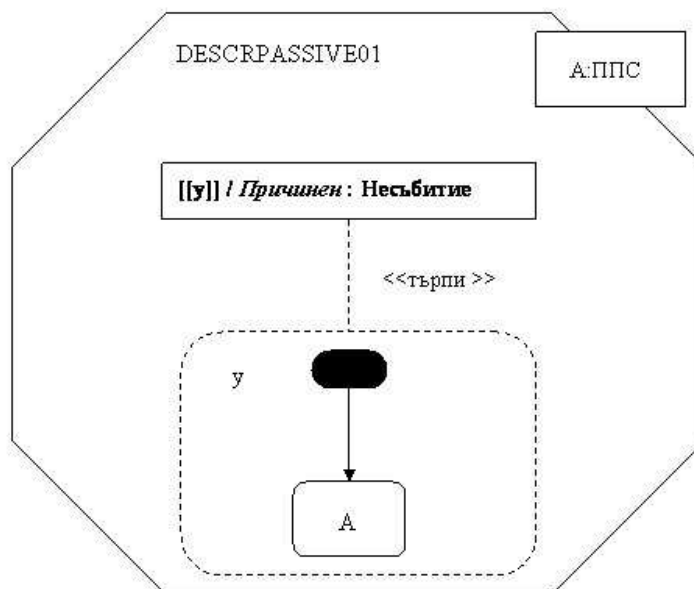 DESCRPASSIVE01
А:ППС
[[y]] / Причинен : Несъбитие
<<търпи >>
y
A